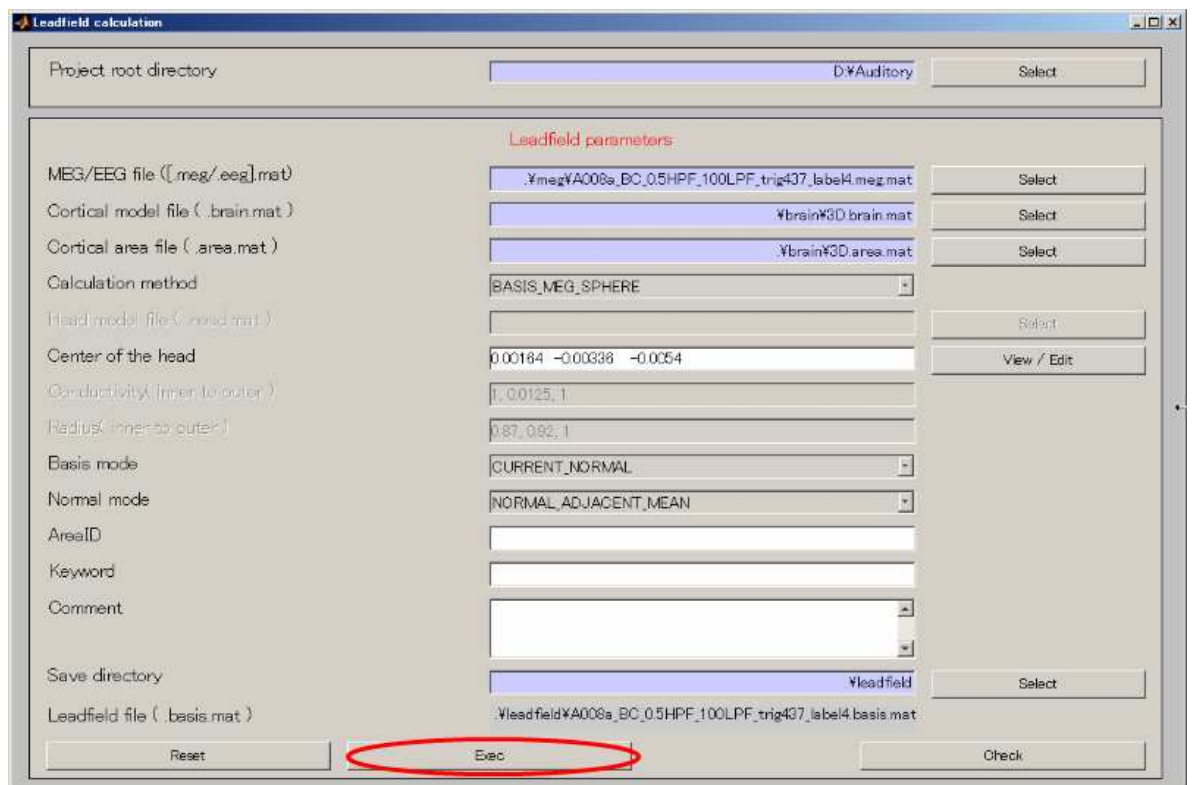 Leadfield calculation
Project root directory D:¥Auditory Select
Leadfield parameters
MEG/EEG file ([.meg/.eeg].mat) .¥meg¥A008a_BC_0.5HPF_100LPF_trig437_label4.meg.mat Select
Cortical model file ( .brain.mat ) .¥brain¥3D.brain.mat Select
Cortical area file ( .area.mat ) .¥brain¥3D.area.mat Select
Calculation method BASIS_MEG_SPHERE
Head model file ( .head.mat ) Select
Center of the head 0.00164 -0.00336 -0.0054 View / Edit
Conductivity( inner to outer ) 1, 0.0125, 1
Radius( inner to outer ) 0.87, 0.92, 1
Basis mode CURRENT_NORMAL
Normal mode NORMAL_ADJACENT_MEAN
AreaID
Keyword
Comment
Save directory .¥leadfield Select
Leadfield file ( .basis.mat ) .¥leadfield¥A008a_BC_0.5HPF_100LPF_trig437_label4.basis.mat
Reset Exec Check